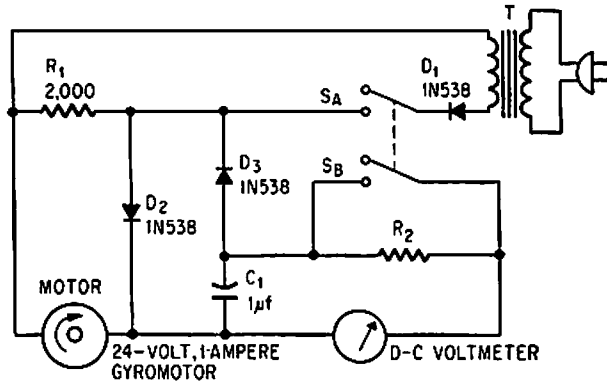 T
R1
2,000
D1
1N538
SA
D3
1N538
SB
D2
1N538
R2
MOTOR
C1
1μf
24-VOLT, 1-AMPERE
GYROMOTOR
D-C VOLTMETER